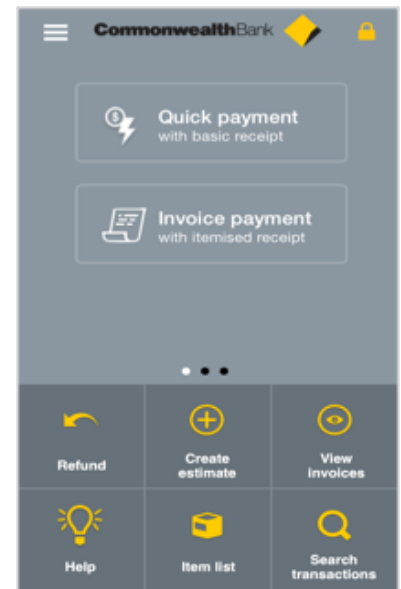 CommonwealthBank
$
Quick payment
with basic receipt
Invoice payment
with itemised receipt
Refund
Create
estimate
View
invoices
Help
Item list
Search
transactions